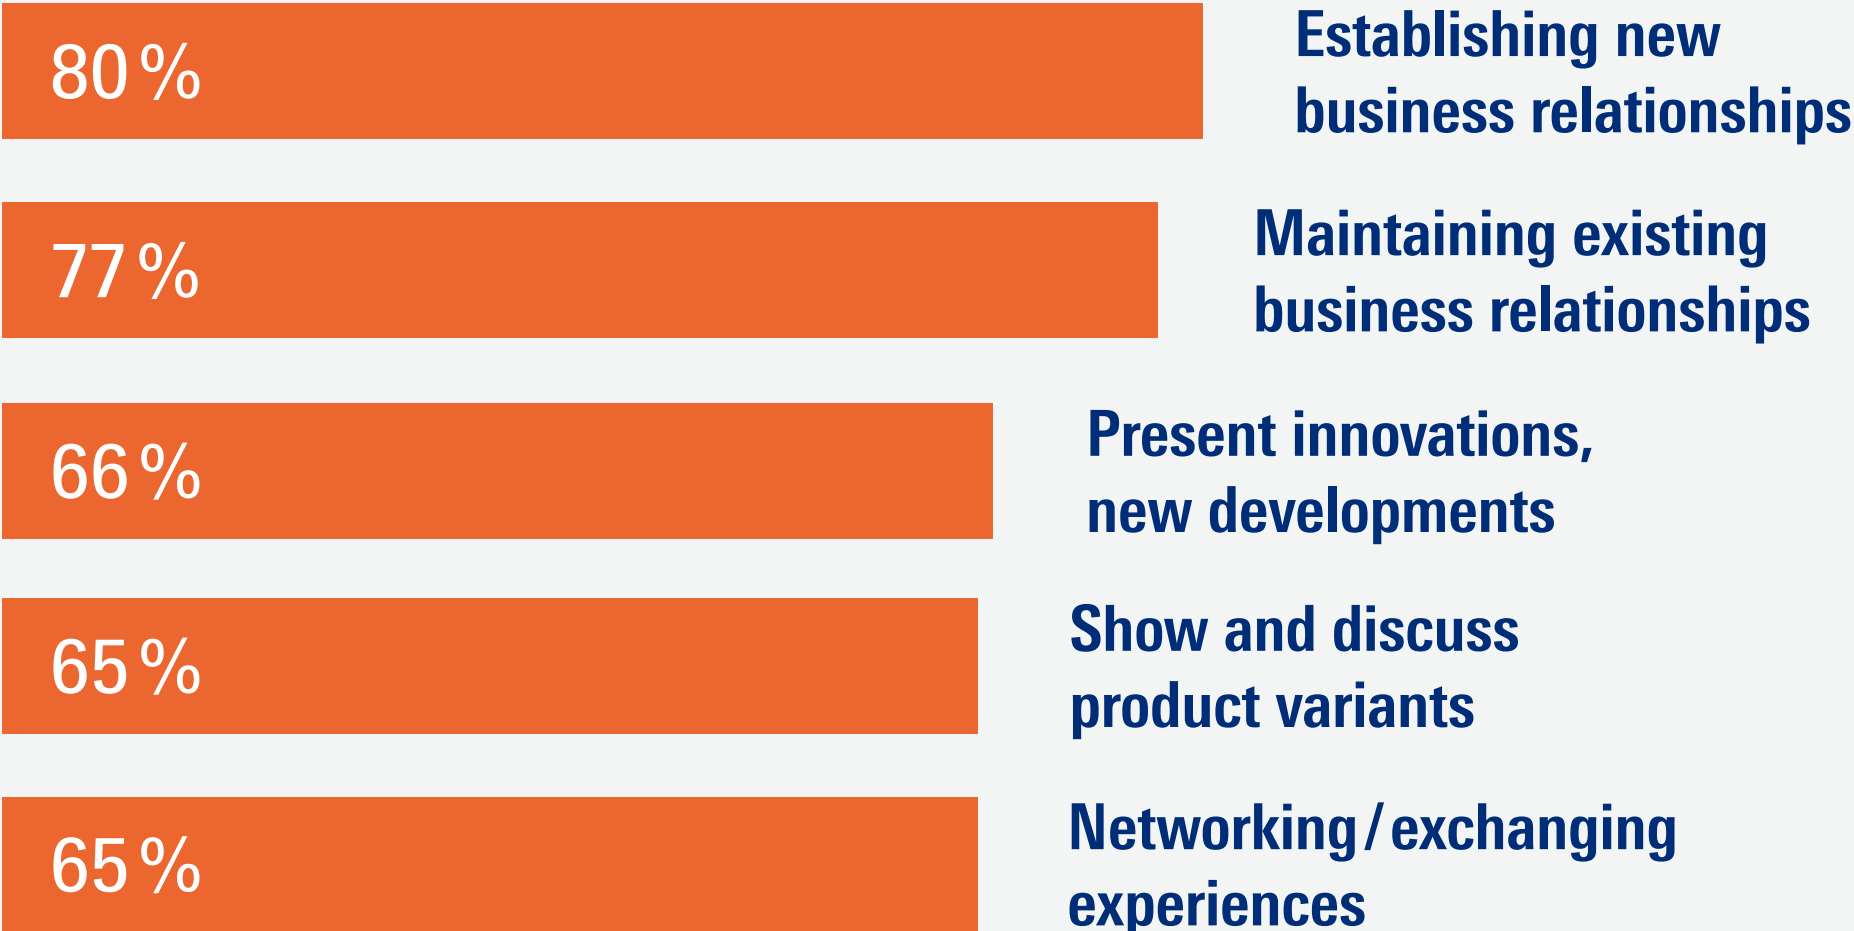 80 %
Establishing new
business relationships
77 %
Maintaining existing
business relationships
66 %
Present innovations,
new developments
65 %
Show and discuss
product variants
65 %
Networking / exchanging
experiences